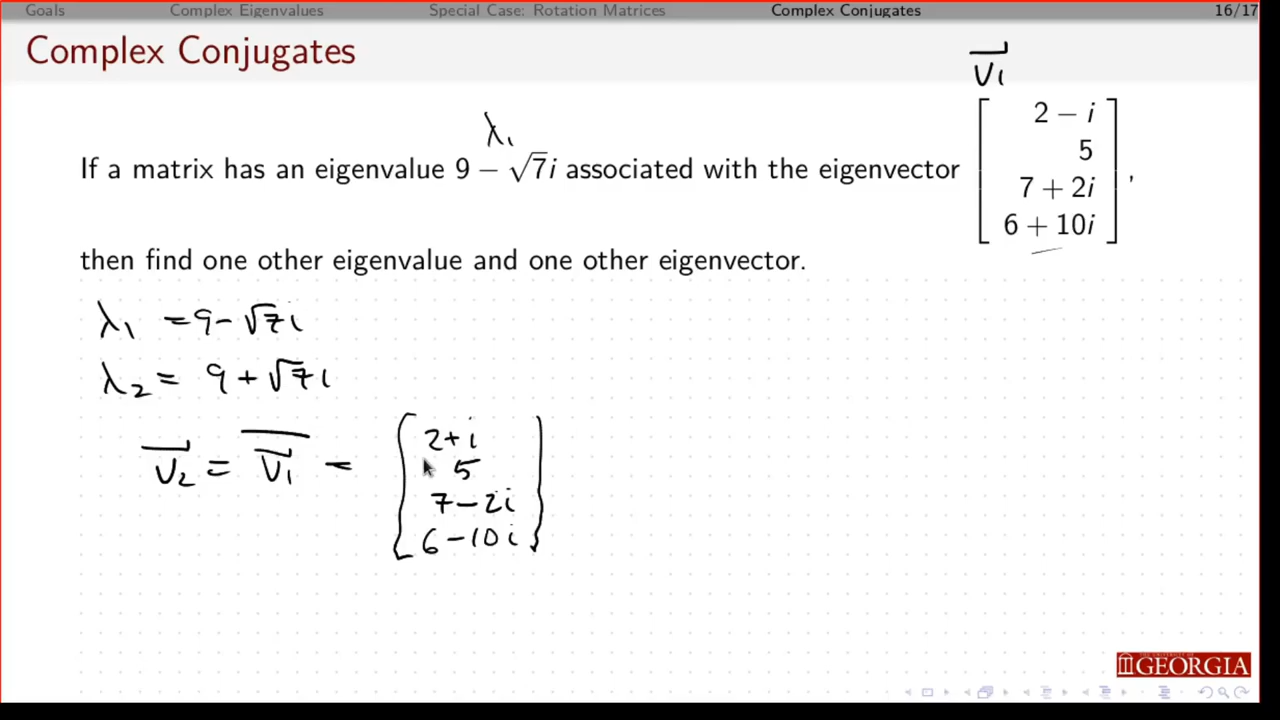 Goals Complex Eigenvalues Special Case: Rotation Matrices Complex Conjugates 16/17
Complex Conjugates
v₁
λ₁
If a matrix has an eigenvalue 9 − √7i associated with the eigenvector [2 − i
5
7 + 2i
6 + 10i],
then find one other eigenvalue and one other eigenvector.
λ₁ = 9 − √7i
λ₂ = 9 + √7i
v₂ = v̅₁ = [2+i
5
7−2i
6−10i]
GEORGIA